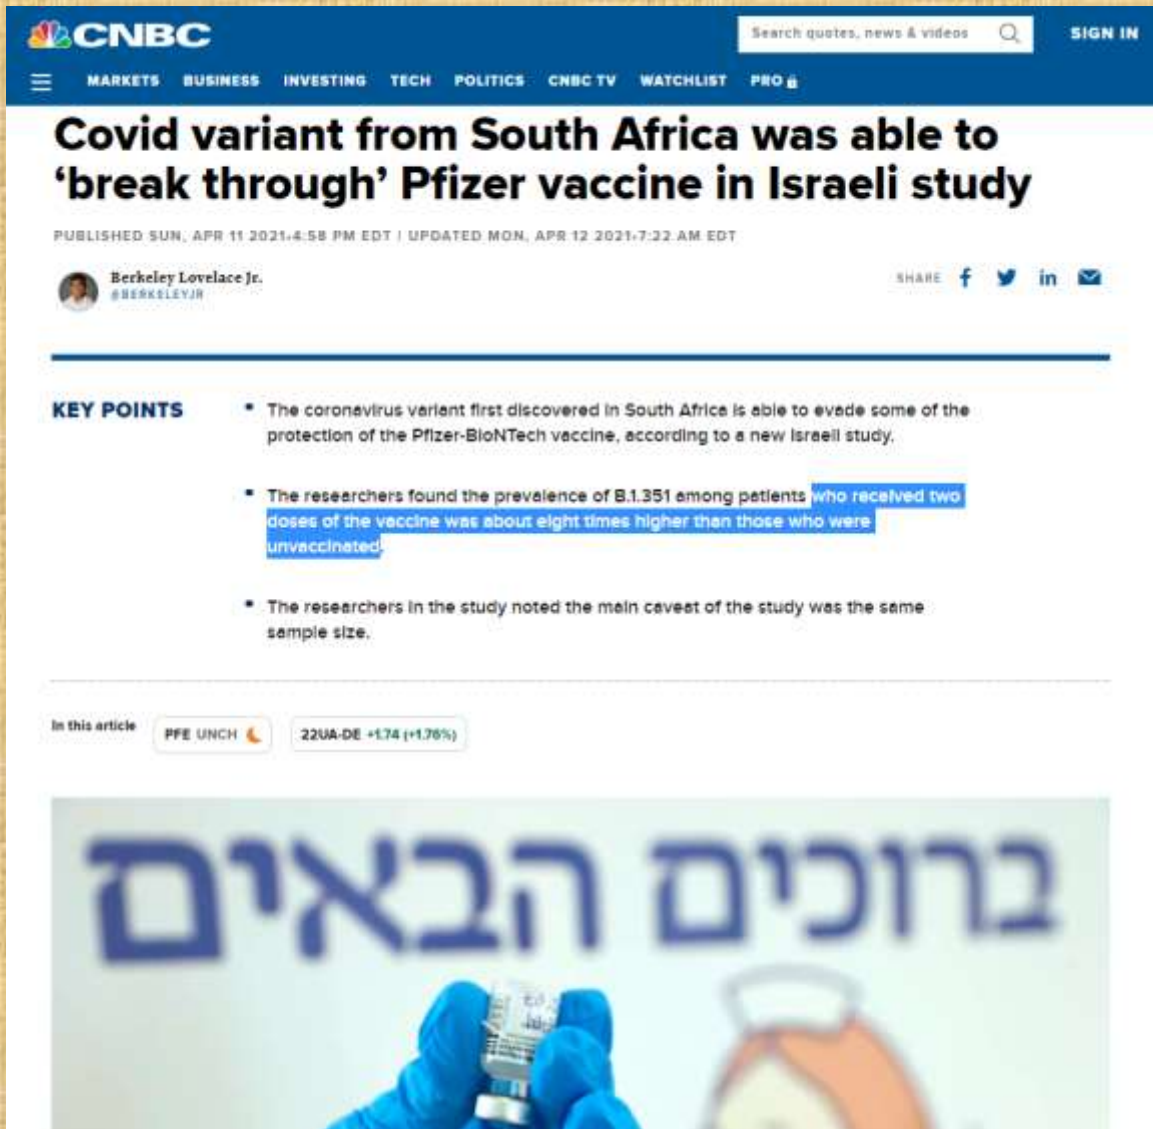 CNBC
Search quotes, news & videos
SIGN IN
MARKETS BUSINESS INVESTING TECH POLITICS CNBC TV WATCHLIST PRO
Covid variant from South Africa was able to
‘break through’ Pfizer vaccine in Israeli study
PUBLISHED SUN, APR 11 2021•4:58 PM EDT | UPDATED MON, APR 12 2021•7:22 AM EDT
Berkeley Lovelace Jr.
@BERKELEYJR
SHARE
KEY POINTS
• The coronavirus variant first discovered in South Africa is able to evade some of the
protection of the Pfizer-BioNTech vaccine, according to a new Israeli study.
• The researchers found the prevalence of B.1.351 among patients who received two
doses of the vaccine was about eight times higher than those who were
unvaccinated.
• The researchers in the study noted the main caveat of the study was the same
sample size.
In this article
PFE UNCH
22UA-DE +1.74 (+1.76%)
ברוכים הבאים